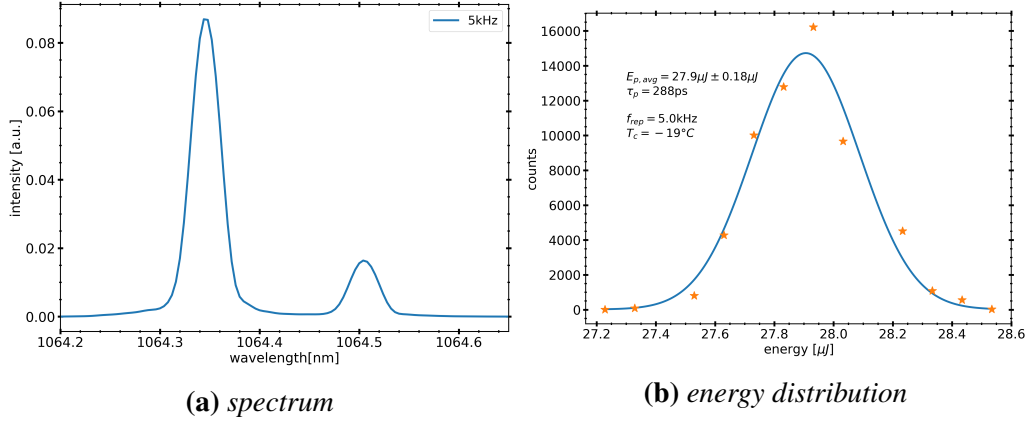 5kHz
intensity [a.u.]
0.08
0.06
0.04
0.02
0.00
1064.2 1064.3 1064.4 1064.5 1064.6
wavelength[nm]
(a) spectrum
E_{p, avg} = 27.9μJ ± 0.18μJ
τ_p = 288ps
f_{rep} = 5.0kHz
T_c = −19°C
counts
16000
14000
12000
10000
8000
6000
4000
2000
0
27.2 27.4 27.6 27.8 28.0 28.2 28.4 28.6
energy [μJ]
(b) energy distribution